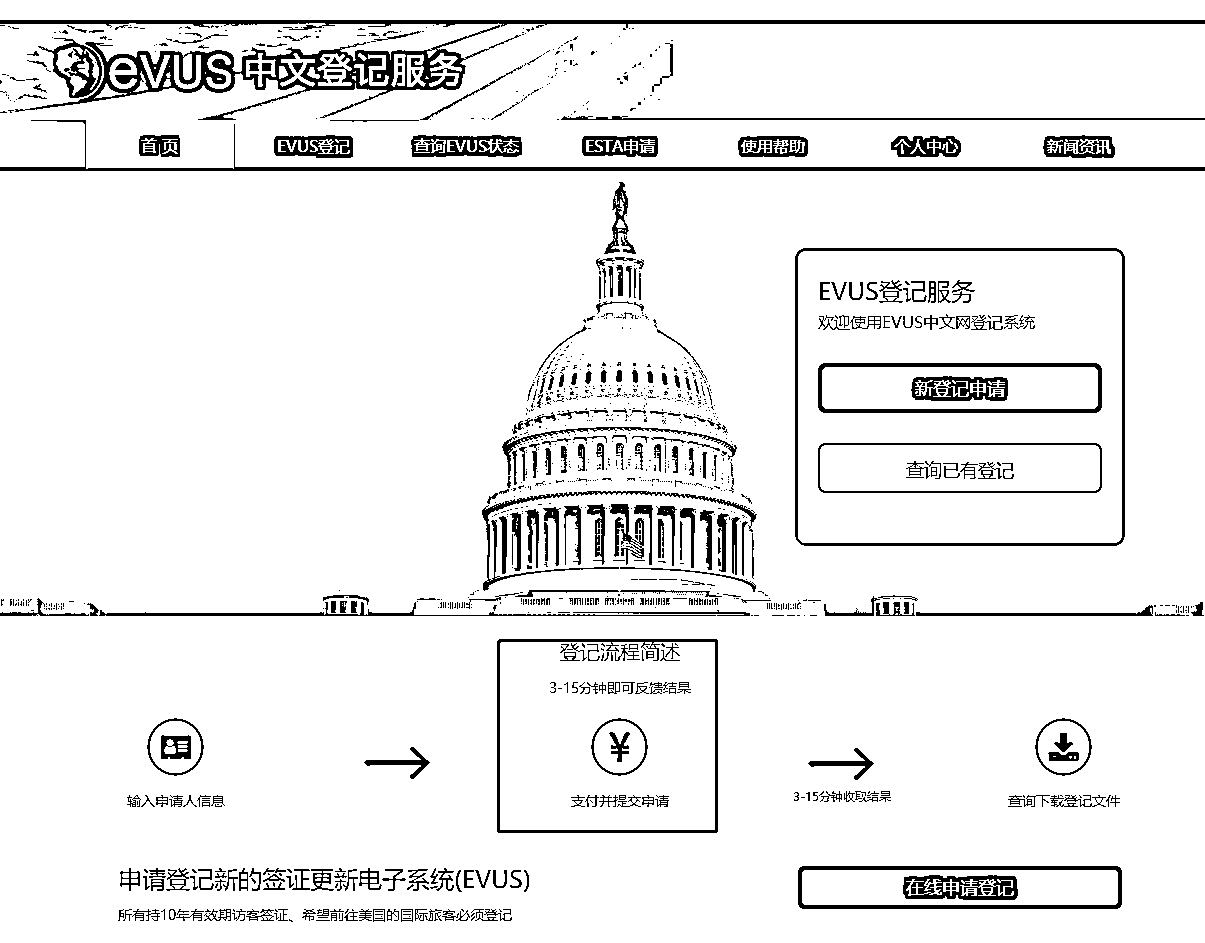 eVUS 中文登记服务
首页 EVUS登记 查询EVUS状态 ESTA申请 使用帮助 个人中心 新闻资讯
EVUS登记服务
欢迎使用EVUS中文网登记系统
新登记申请
查询已有登记
登记流程简述
3-15分钟即可反馈结果
¥
输入申请人信息
支付并提交申请
3-15分钟收取结果
查询下载登记文件
申请登记新的签证更新电子系统(EVUS)
所有持10年有效期访客签证、希望前往美国的国际旅客必须登记
在线申请登记